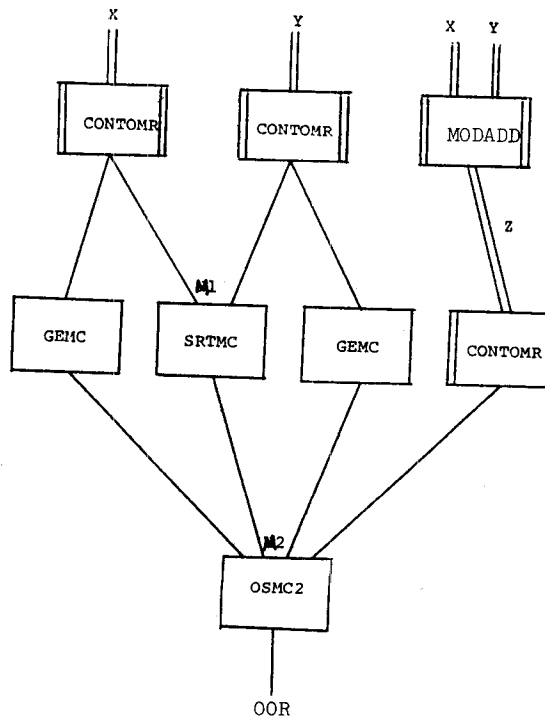 X Y X Y
CONTOMR CONTOMR MODADD
Z
M1
GEMC SRTMC GEMC CONTOMR
M2
OSMC2
OOR